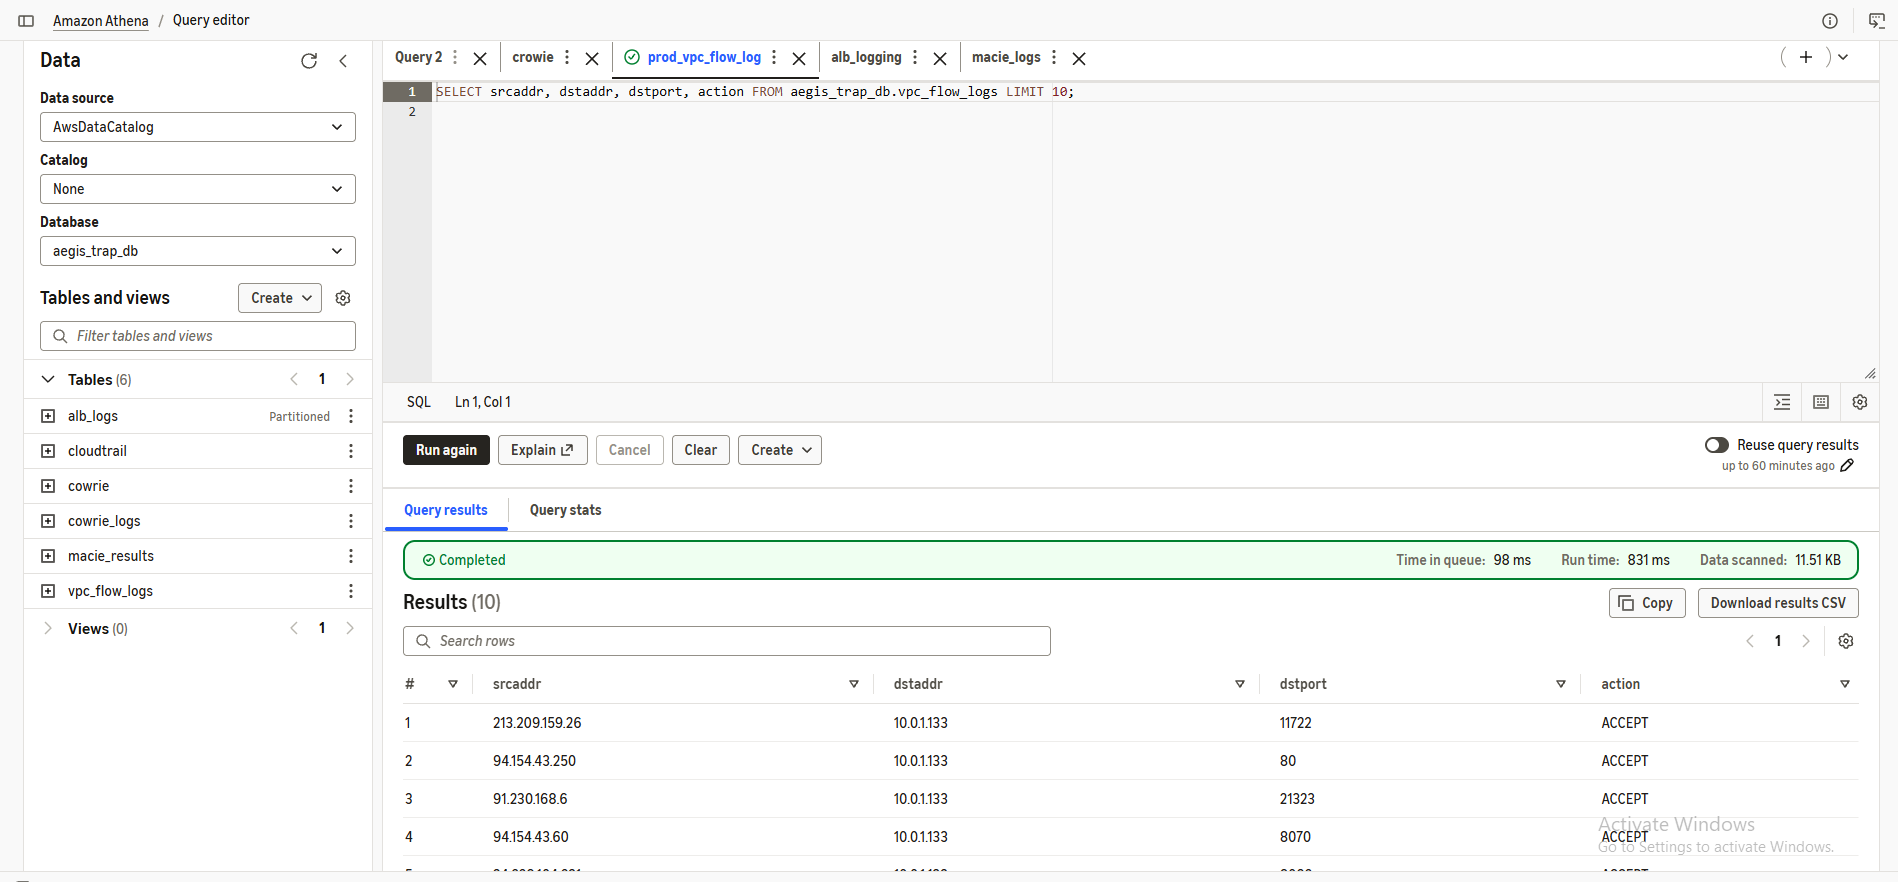 Amazon Athena / Query editor
Data
Data source
AwsDataCatalog
Catalog
None
Database
aegis_trap_db
Tables and views
Create
Filter tables and views
Tables (6)
1
alb_logs
Partitioned
cloudtrail
cowrie
cowrie_logs
macie_results
vpc_flow_logs
Views (0)
1
Query 2
crowie
prod_vpc_flow_log
alb_logging
macie_logs
1 SELECT srcaddr, dstaddr, dstport, action FROM aegis_trap_db.vpc_flow_logs LIMIT 10;
2
SQL Ln 1, Col 1
Run again Explain Cancel Clear Create
Reuse query results
up to 60 minutes ago
Query results Query stats
Completed Time in queue: 98 ms Run time: 831 ms Data scanned: 11.51 KB
Results (10)
Copy Download results CSV
Search rows
1
# srcaddr dstaddr dstport action
1 213.209.159.26 10.0.1.133 11722 ACCEPT
2 94.154.43.250 10.0.1.133 80 ACCEPT
3 91.230.168.6 10.0.1.133 21323 ACCEPT
4 94.154.43.60 10.0.1.133 8070 ACCEPT
Activate Windows
Go to Settings to activate Windows.